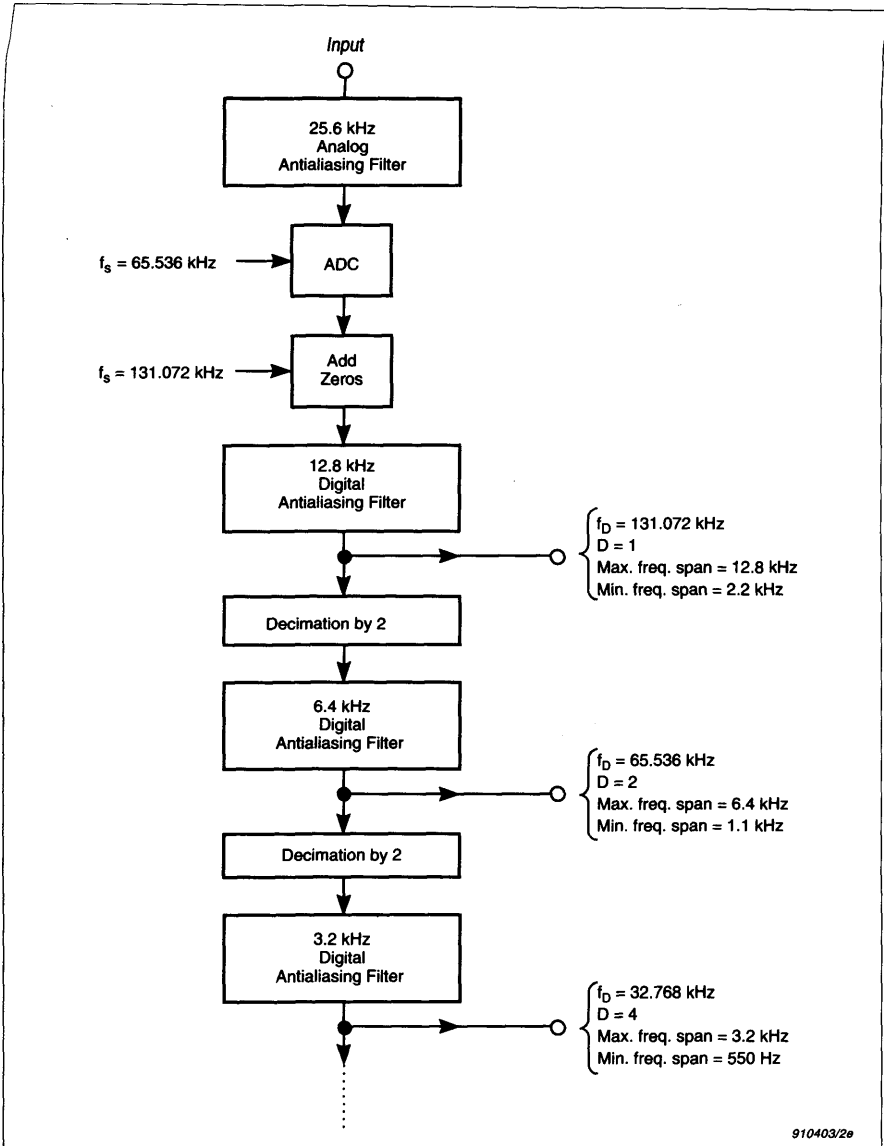 Input
25.6 kHz
Analog
Antialiasing Filter
f_s = 65.536 kHz
ADC
f_s = 131.072 kHz
Add
Zeros
12.8 kHz
Digital
Antialiasing Filter
f_D = 131.072 kHz
D = 1
Max. freq. span = 12.8 kHz
Min. freq. span = 2.2 kHz
Decimation by 2
6.4 kHz
Digital
Antialiasing Filter
f_D = 65.536 kHz
D = 2
Max. freq. span = 6.4 kHz
Min. freq. span = 1.1 kHz
Decimation by 2
3.2 kHz
Digital
Antialiasing Filter
f_D = 32.768 kHz
D = 4
Max. freq. span = 3.2 kHz
Min. freq. span = 550 Hz
910403/2e